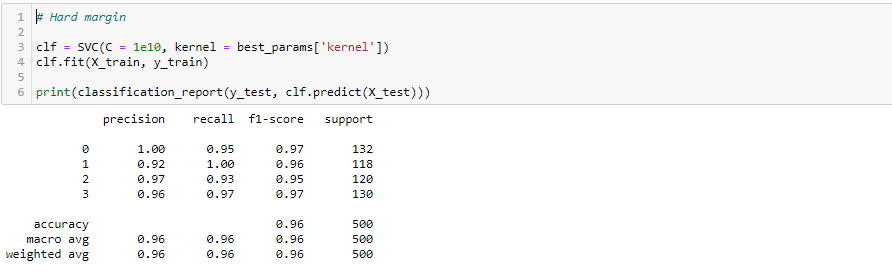 1 # Hard margin
2
3 clf = SVC(C = 1e10, kernel = best_params['kernel'])
4 clf.fit(X_train, y_train)
5
6 print(classification_report(y_test, clf.predict(X_test)))
precision recall f1-score support
0 1.00 0.95 0.97 132
1 0.92 1.00 0.96 118
2 0.97 0.93 0.95 120
3 0.96 0.97 0.97 130
accuracy 0.96 500
macro avg 0.96 0.96 0.96 500
weighted avg 0.96 0.96 0.96 500